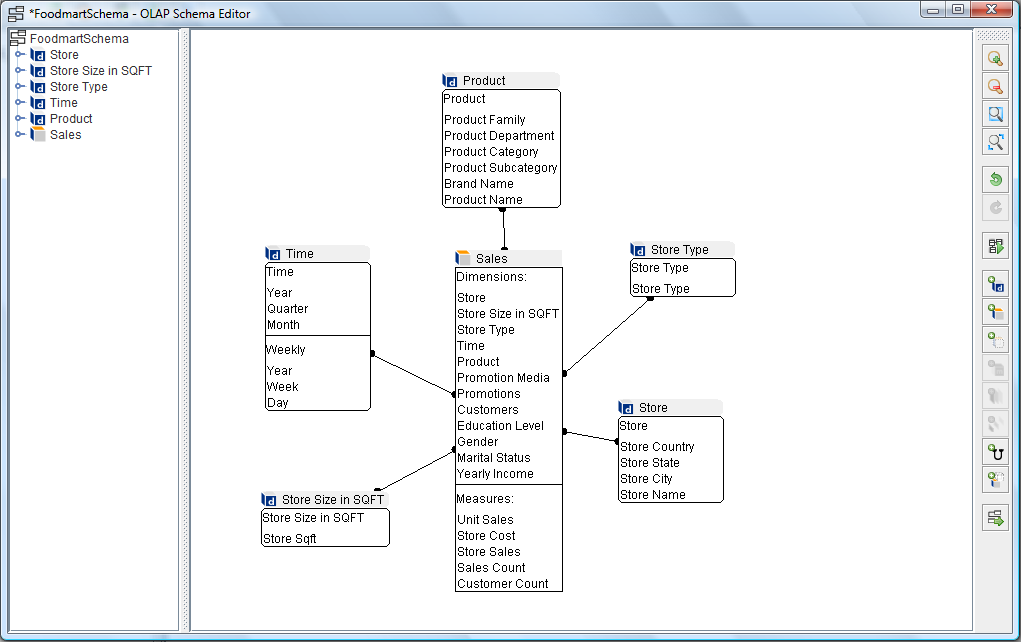 *FoodmartSchema - OLAP Schema Editor
FoodmartSchema
Store
Store Size in SQFT
Store Type
Time
Product
Sales
Product
Product
Product Family
Product Department
Product Category
Product Subcategory
Brand Name
Product Name
Time
Time
Year
Quarter
Month
Weekly
Year
Week
Day
Sales
Dimensions:
Store
Store Size in SQFT
Store Type
Time
Product
Promotion Media
Promotions
Customers
Education Level
Gender
Marital Status
Yearly Income
Measures:
Unit Sales
Store Cost
Store Sales
Sales Count
Customer Count
Store Type
Store Type
Store Type
Store
Store
Store Country
Store State
Store City
Store Name
Store Size in SQFT
Store Size in SQFT
Store Sqft